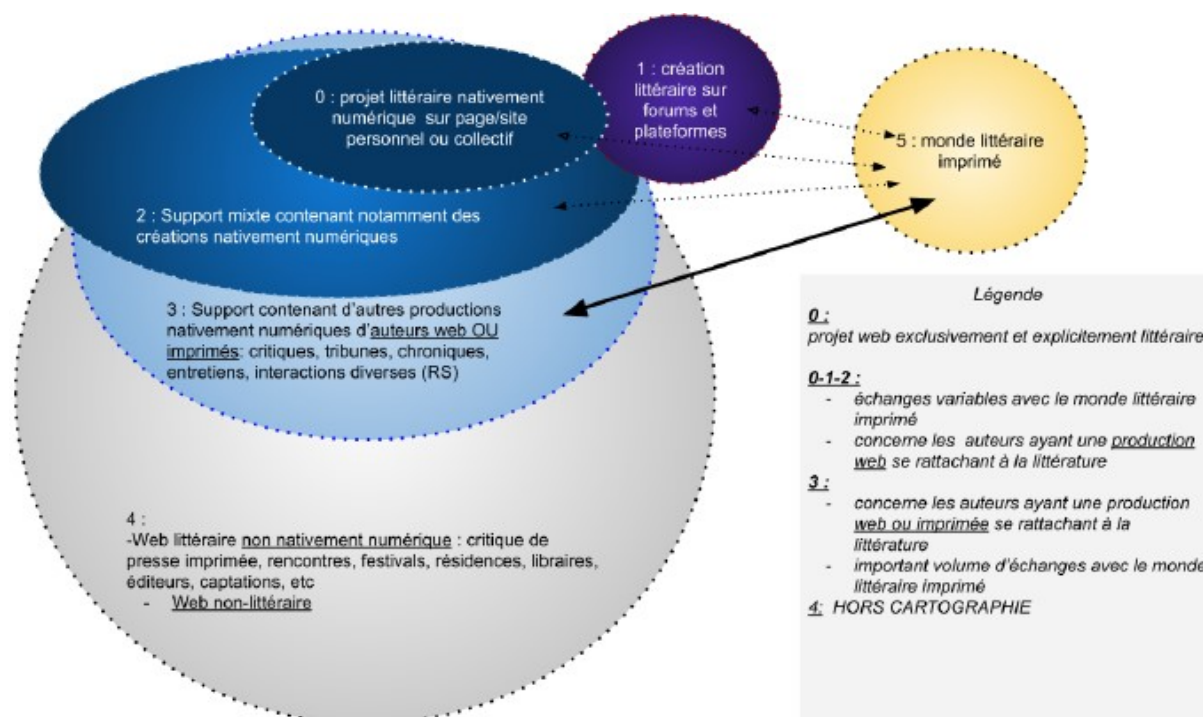 0 : projet littéraire nativement
numérique  sur page/site
personnel ou collectif
1 : création
littéraire sur
forums et
plateformes
5 : monde littéraire
imprimé
2 : Support mixte contenant notamment des
créations nativement numériques
3 : Support contenant d'autres productions
nativement numériques d'auteurs web OU
imprimés: critiques, tribunes, chroniques,
entretiens, interactions diverses (RS)
4 :
-Web littéraire non nativement numérique : critique de
presse imprimée, rencontres, festivals, résidences, libraires,
éditeurs, captations, etc
- Web non-littéraire
Légende
0 :
projet web exclusivement et explicitement littéraire
0-1-2 :
- échanges variables avec le monde littéraire
imprimé
- concerne les  auteurs ayant une production
web se rattachant à la littérature
3 :
- concerne les auteurs ayant une production
web ou imprimée se rattachant à la
littérature
- important volume d'échanges avec le monde
littéraire imprimé
4: HORS CARTOGRAPHIE